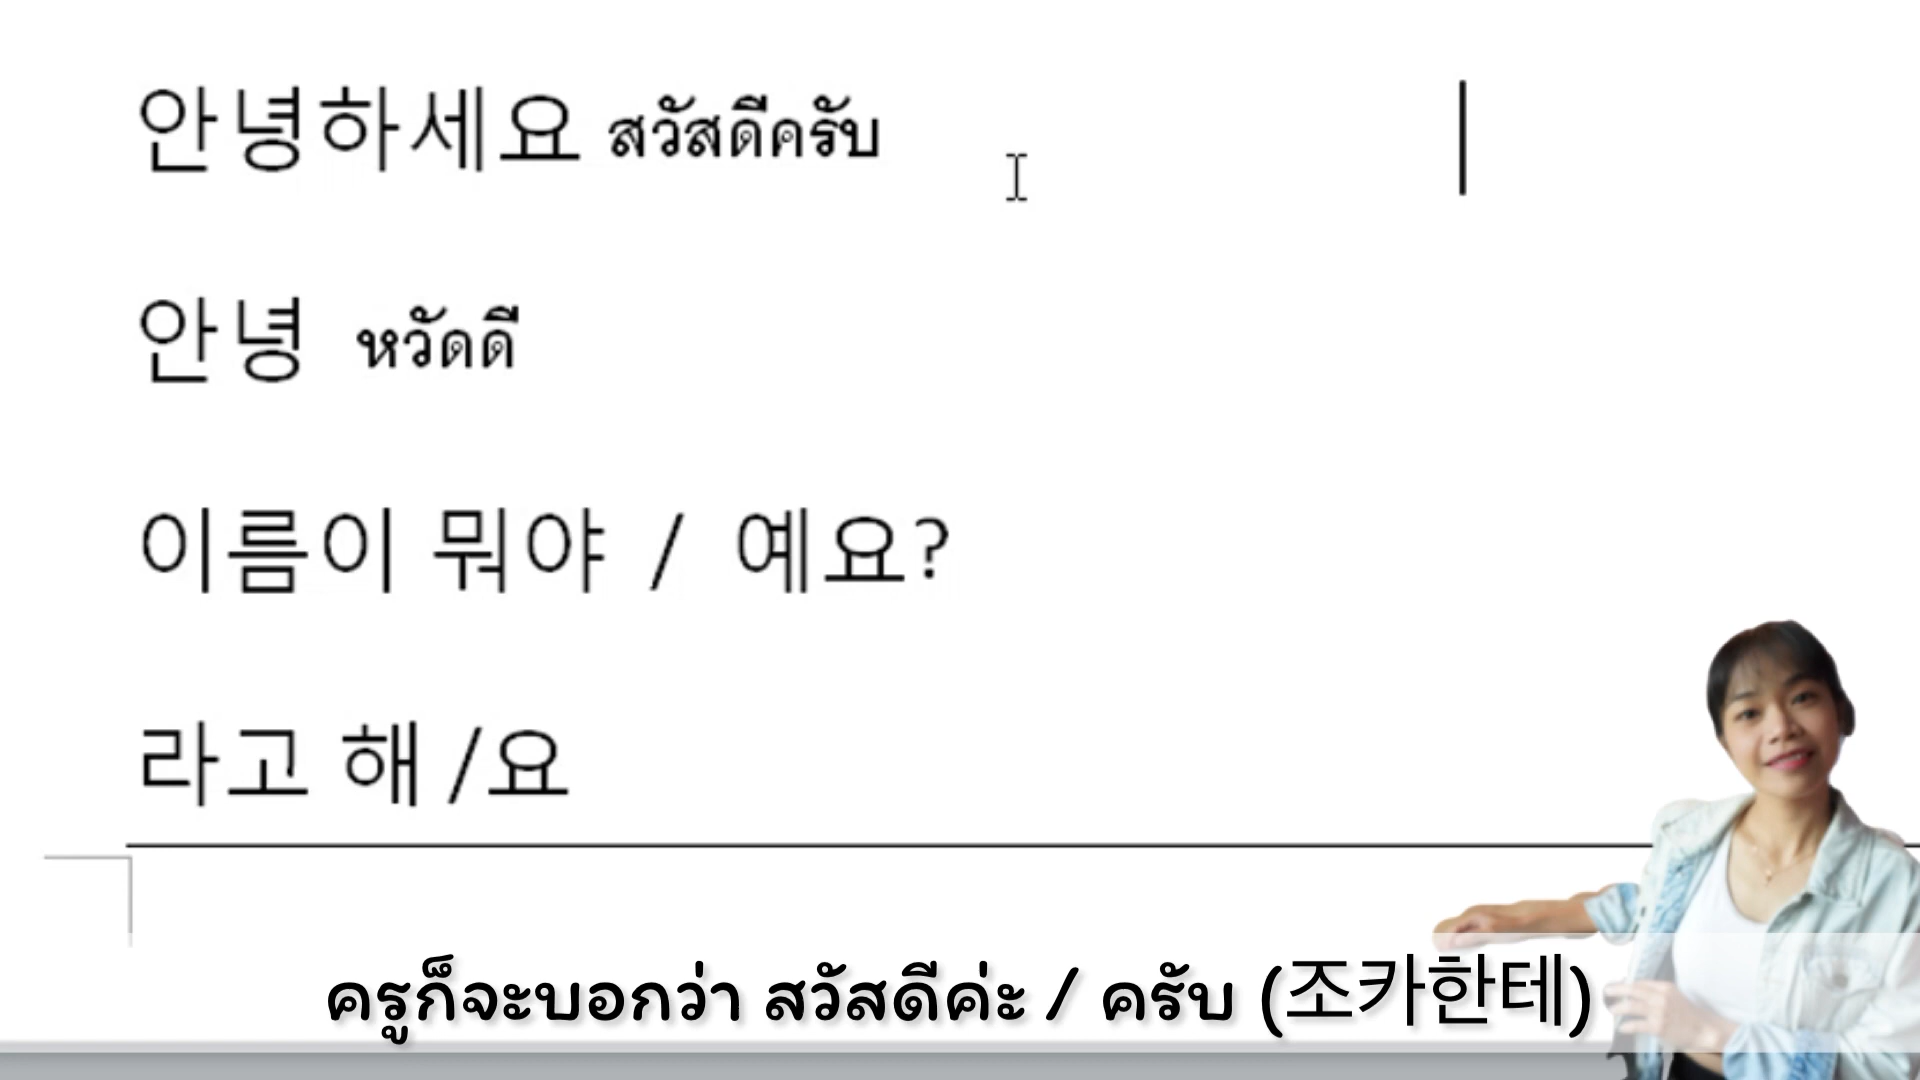 안녕하세요 สวัสดีครับ
안녕 หวัดดี
이름이 뭐야 / 예요?
라고 해 /요
ครูก็จะบอกว่า สวัสดีค่ะ / ครับ (조카한테)